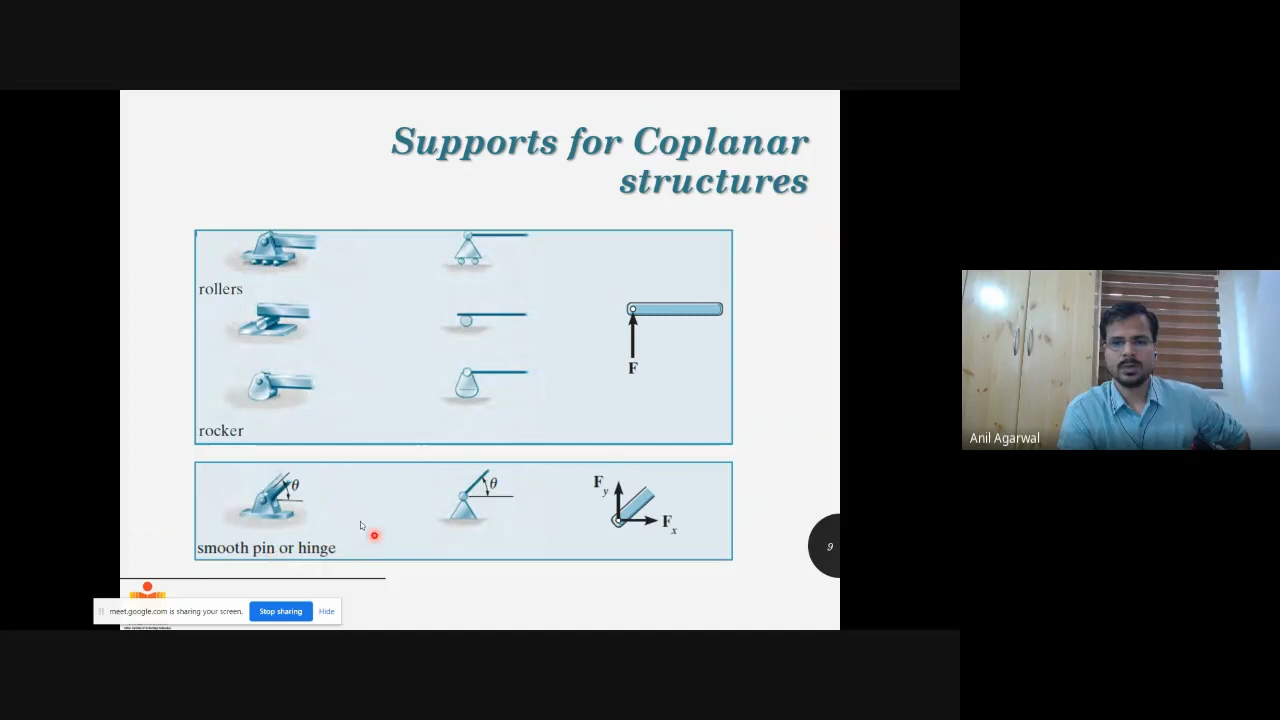 Supports for Coplanar
structures
rollers
F
rocker
θ
θ
Fy
Fx
smooth pin or hinge
9
meet.google.com is sharing your screen.
Stop sharing
Hide
Anil Agarwal